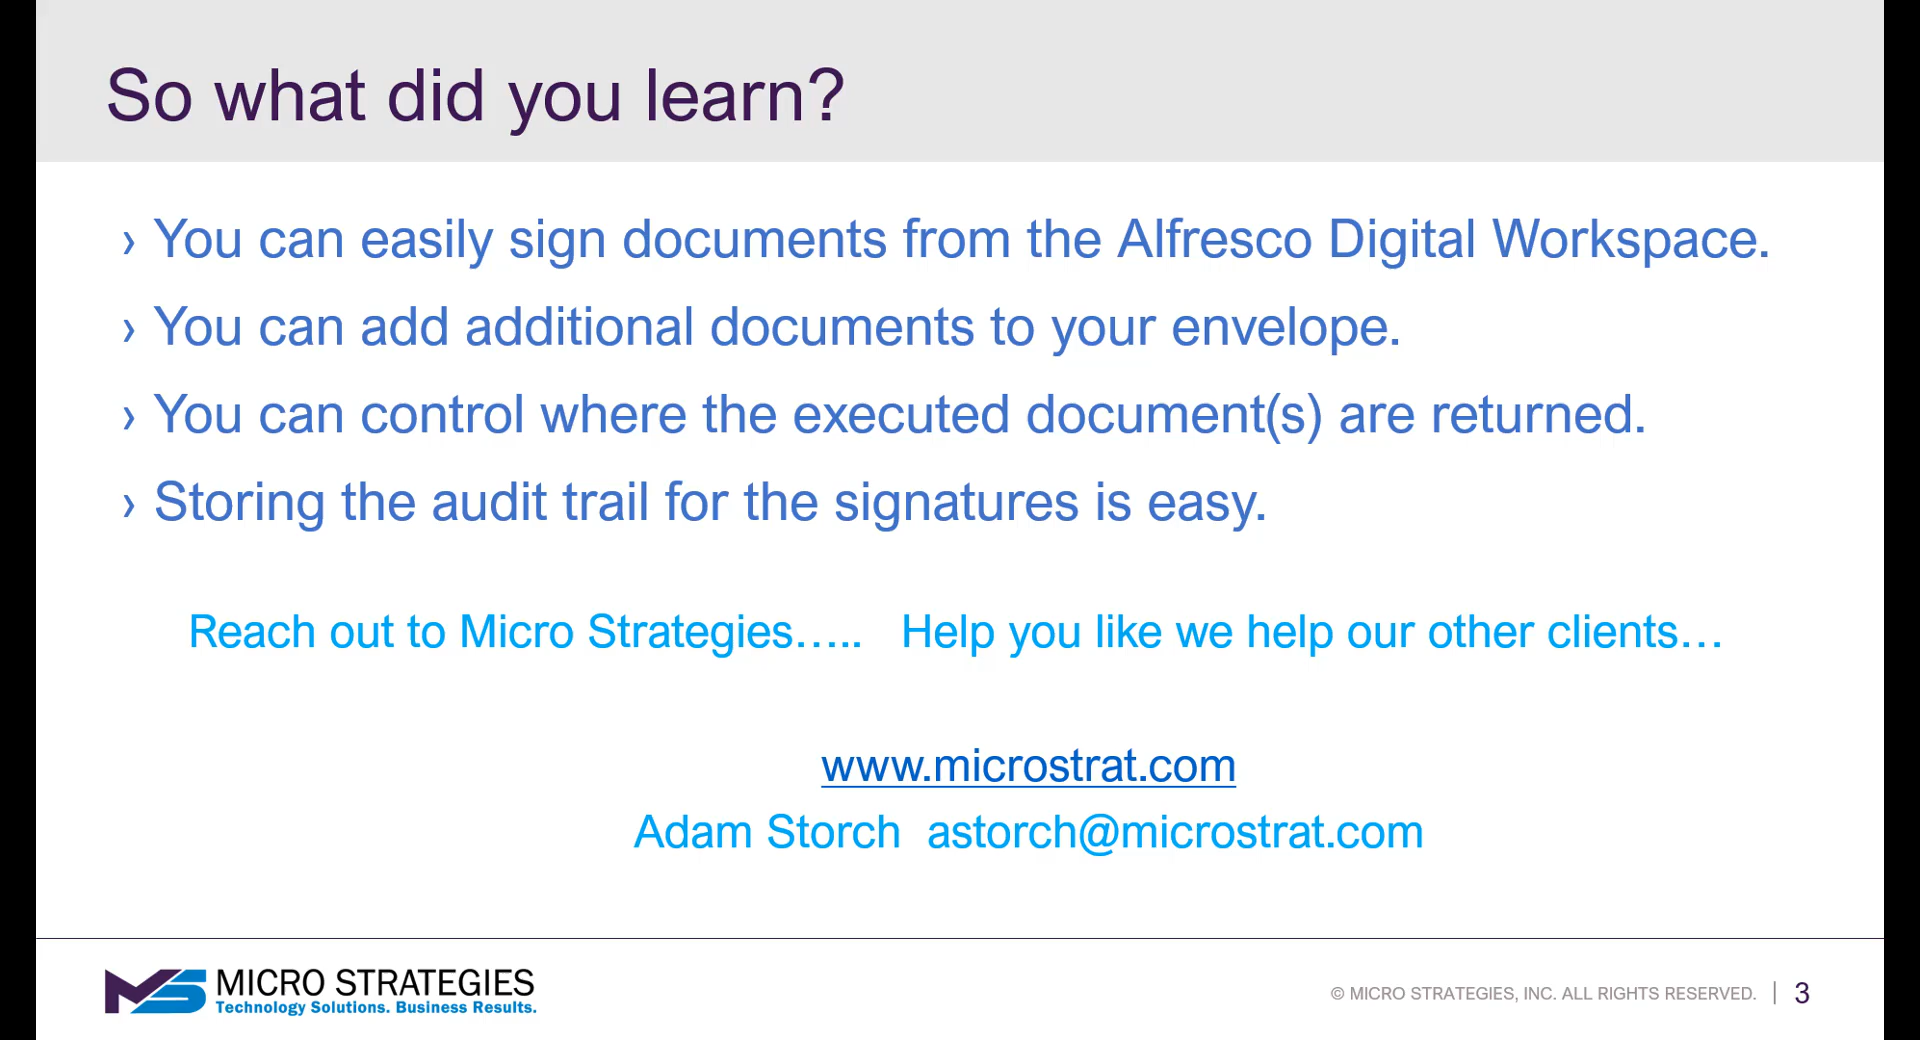 So what did you learn?
› You can easily sign documents from the Alfresco Digital Workspace.
› You can add additional documents to your envelope.
› You can control where the executed document(s) are returned.
› Storing the audit trail for the signatures is easy.
Reach out to Micro Strategies….. Help you like we help our other clients…
www.microstrat.com
Adam Storch astorch@microstrat.com
MS MICRO STRATEGIES
Technology Solutions. Business Results.
© MICRO STRATEGIES, INC. ALL RIGHTS RESERVED. | 3